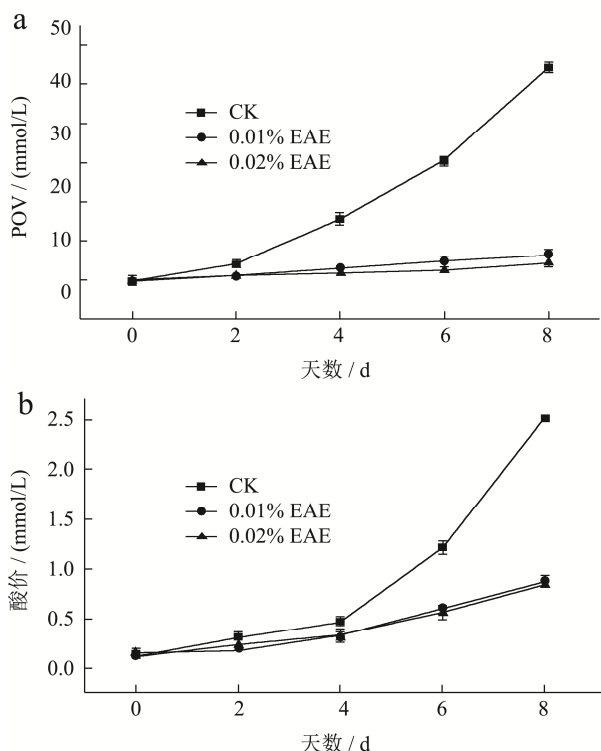 a
50
40
30
20
10
0
POV / (mmol/L)
CK
0.01% EAE
0.02% EAE
0
2
4
6
8
天数 / d
b
2.5
2.0
1.5
1.0
0.5
0.0
酸价 / (mmol/L)
CK
0.01% EAE
0.02% EAE
0
2
4
6
8
天数 / d